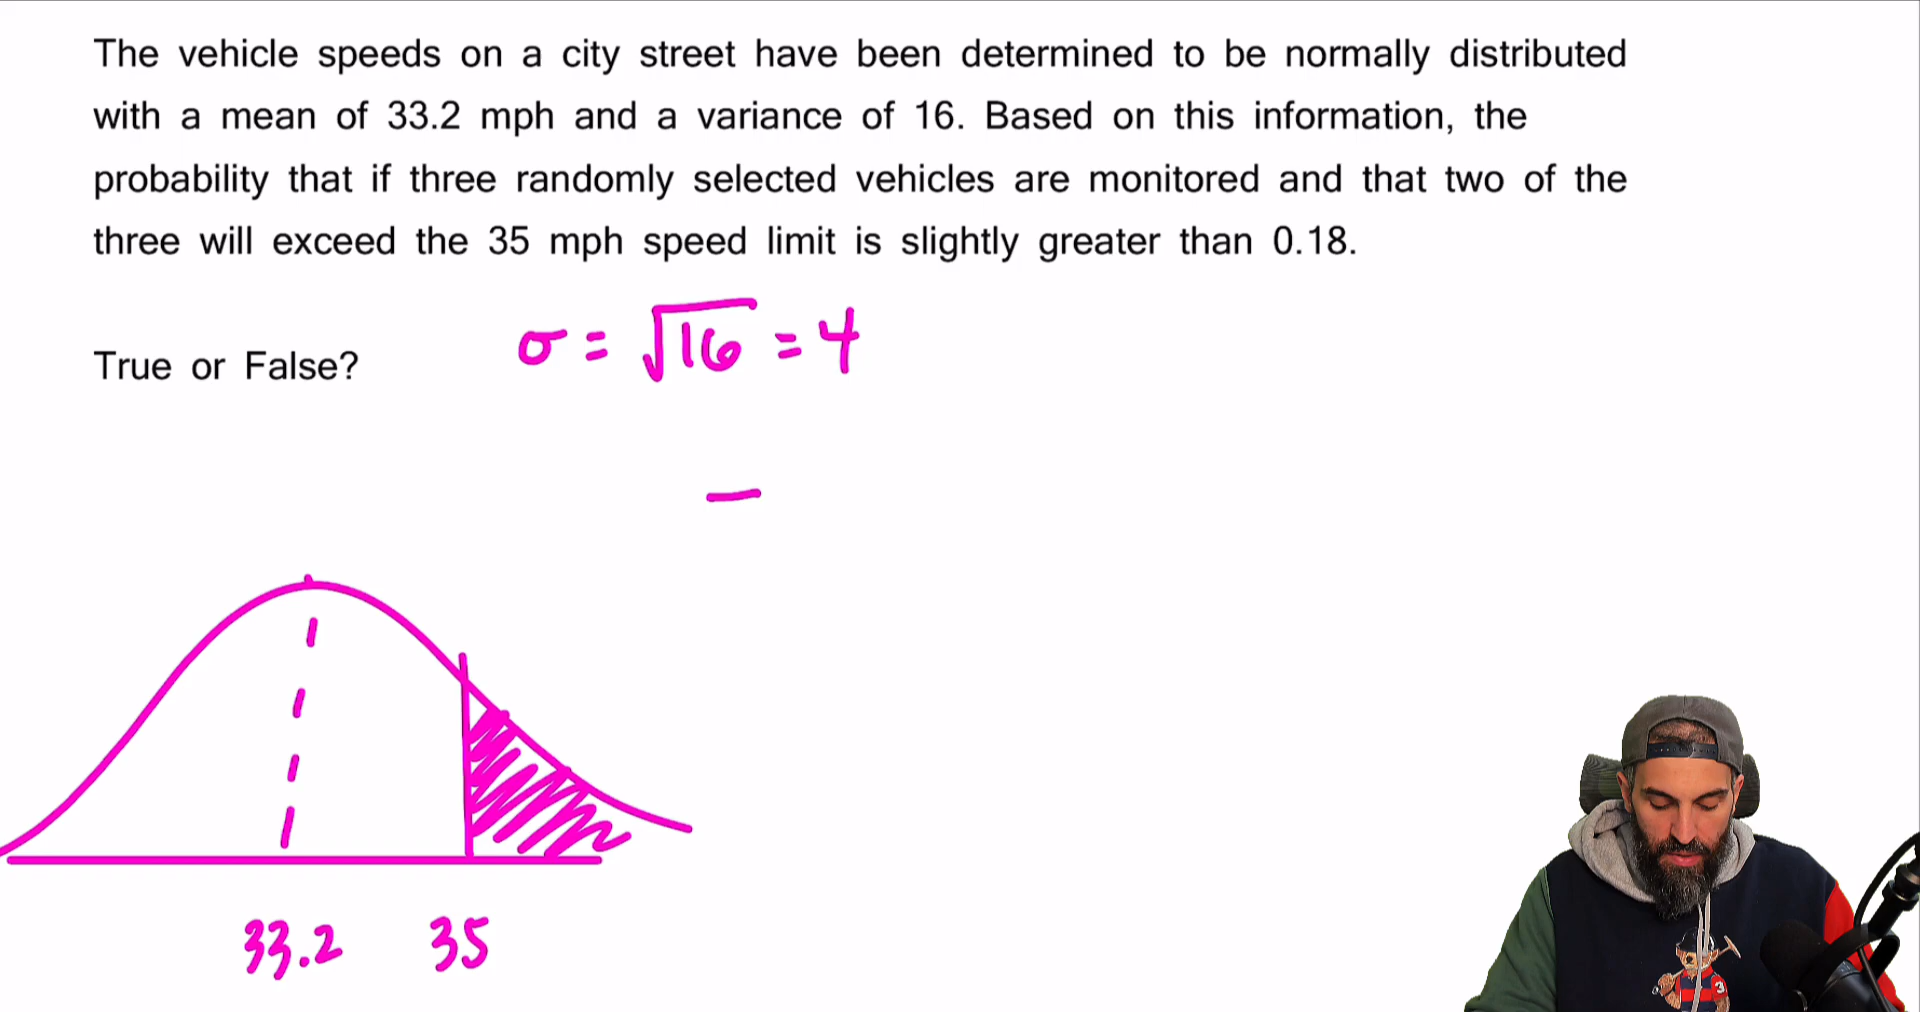 The vehicle speeds on a city street have been determined to be normally distributed
with a mean of 33.2 mph and a variance of 16. Based on this information, the
probability that if three randomly selected vehicles are monitored and that two of the
three will exceed the 35 mph speed limit is slightly greater than 0.18.
True or False?
σ = √16 = 4
33.2
35
3